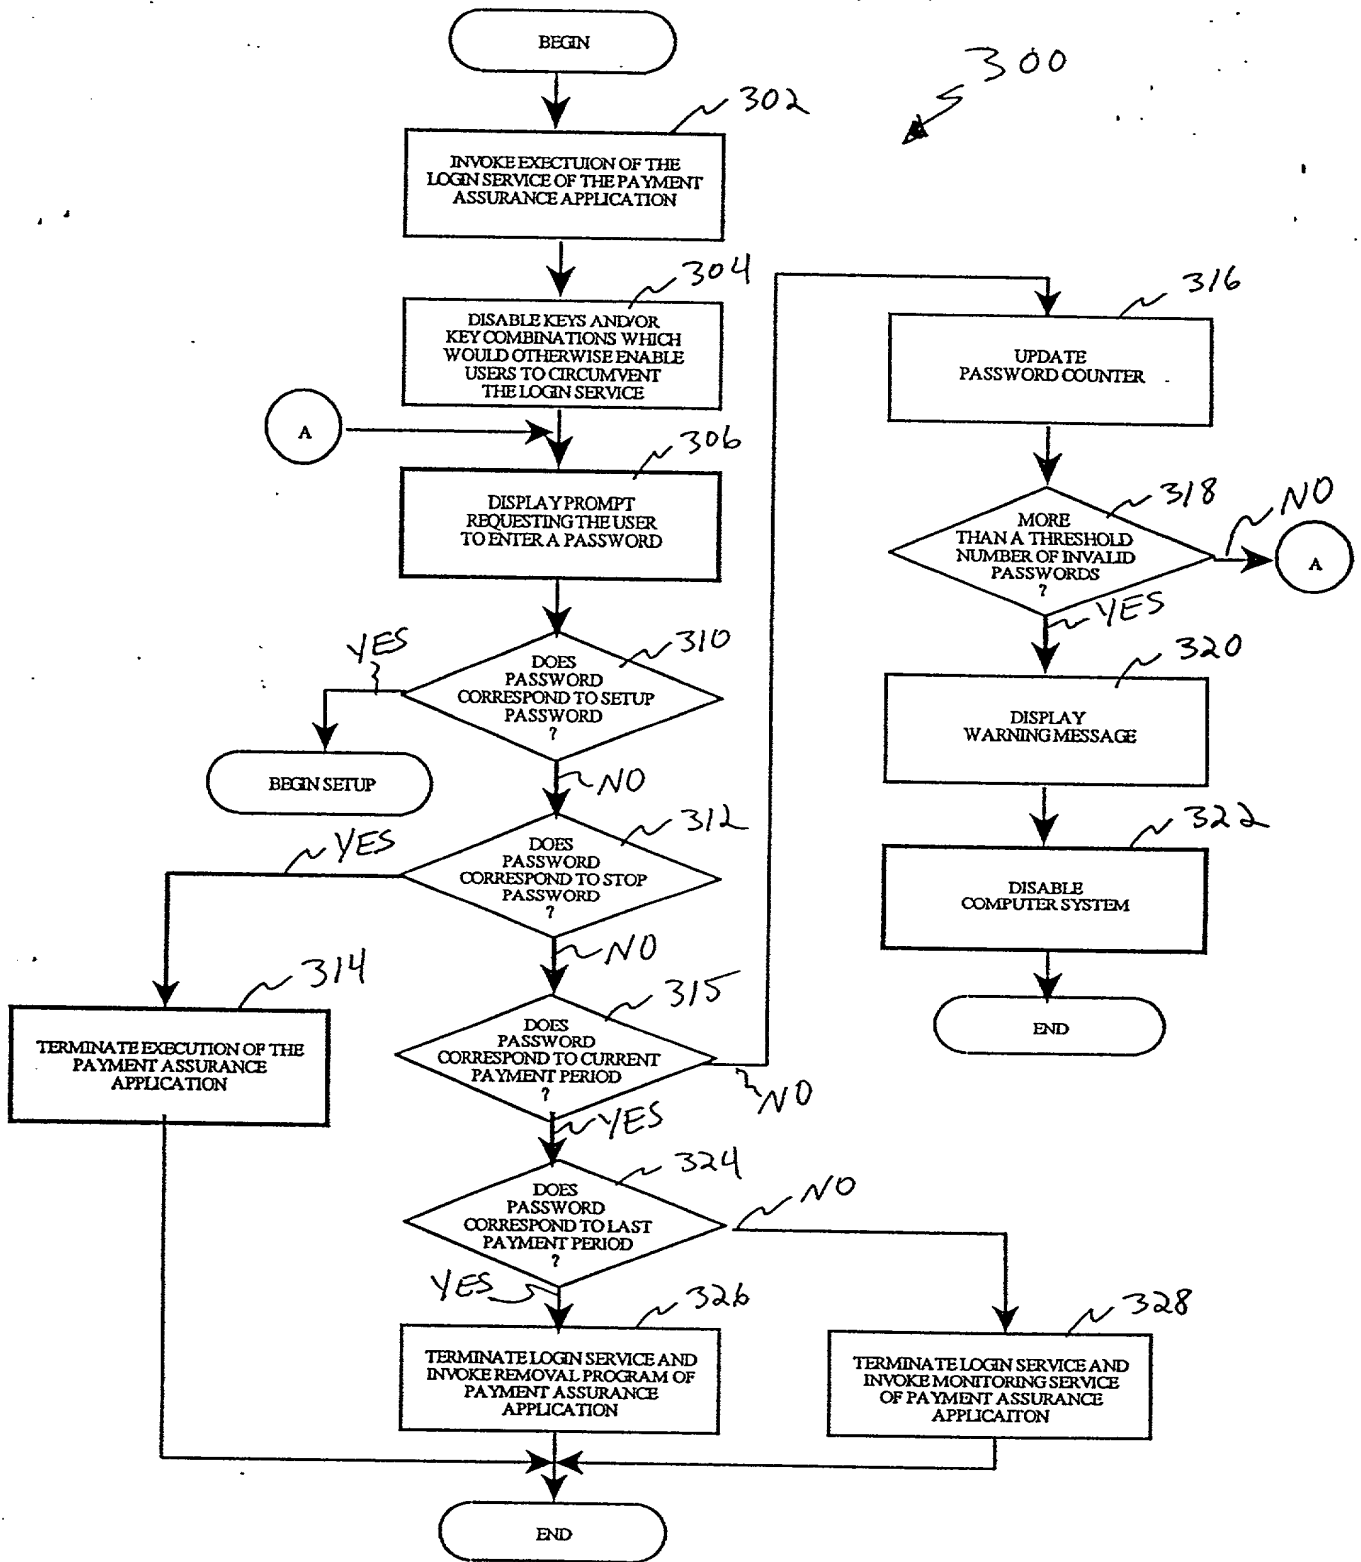 BEGIN
300
302
INVOKE EXECTUION OF THE
LOGIN SERVICE OF THE PAYMENT
ASSURANCE APPLICATION
304
DISABLE KEYS AND/OR
KEY COMBINATIONS WHICH
WOULD OTHERWISE ENABLE
USERS TO CIRCUMVENT
THE LOGIN SERVICE
A
306
DISPLAY PROMPT
REQUESTING THE USER
TO ENTER A PASSWORD
310
DOES
PASSWORD
CORRESPOND TO SETUP
PASSWORD
?
YES
BEGIN SETUP
NO
312
DOES
PASSWORD
CORRESPOND TO STOP
PASSWORD
?
YES
314
TERMINATE EXECUTION OF THE
PAYMENT ASSURANCE
APPLICATION
NO
315
DOES
PASSWORD
CORRESPOND TO CURRENT
PAYMENT PERIOD
?
NO
YES
316
UPDATE
PASSWORD COUNTER
318
MORE
THAN A THRESHOLD
NUMBER OF INVALID
PASSWORDS
?
NO
A
YES
320
DISPLAY
WARNING MESSAGE
322
DISABLE
COMPUTER SYSTEM
END
324
DOES
PASSWORD
CORRESPOND TO LAST
PAYMENT PERIOD
?
NO
YES
326
TERMINATE LOGIN SERVICE AND
INVOKE REMOVAL PROGRAM OF
PAYMENT ASSURANCE
APPLICATION
328
TERMINATE LOGIN SERVICE AND
INVOKE MONITORING SERVICE
OF PAYMENT ASSURANCE
APPLICAITON
END